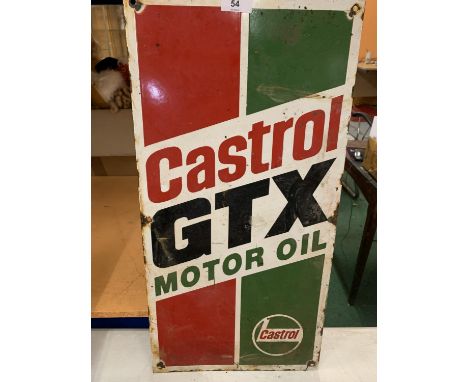 54
Castrol
GTX
MOTOR OIL
Castrol